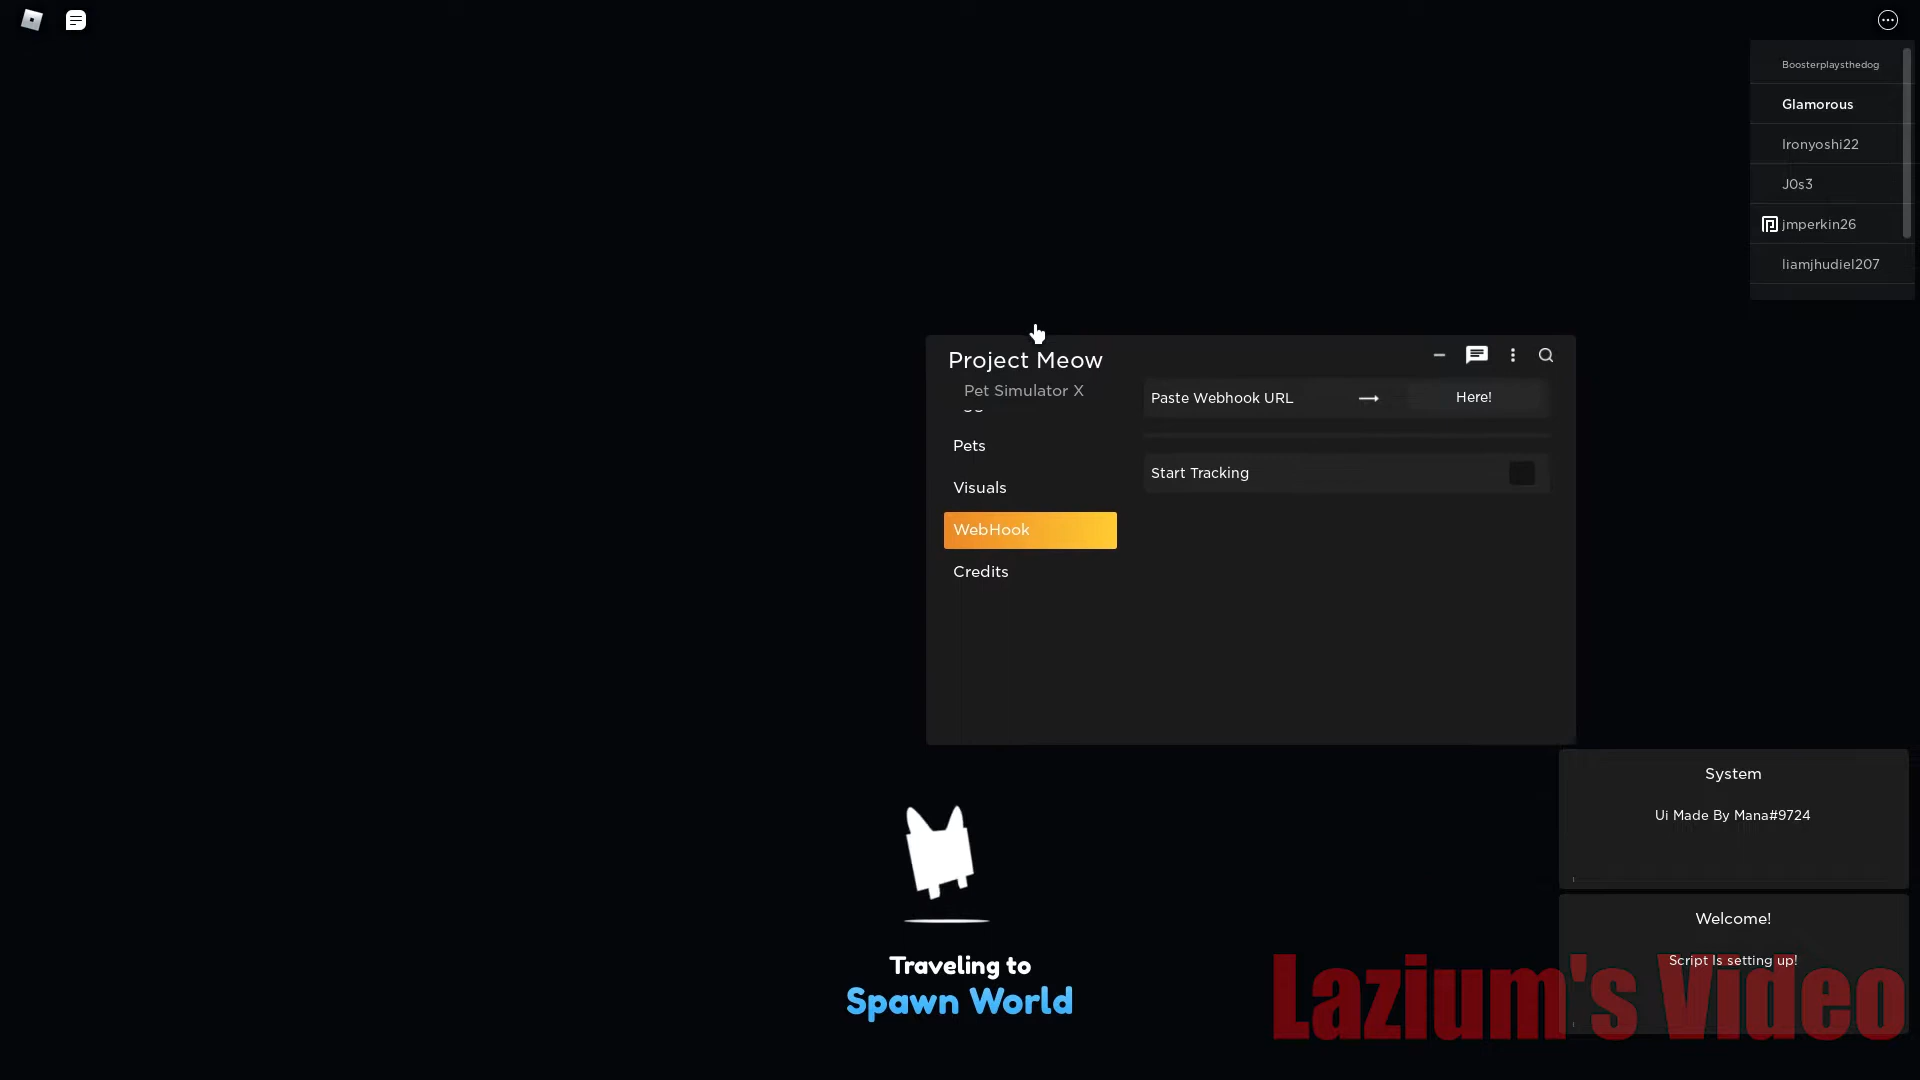 Boosterplaysthedog
Glamorous
Ironyoshi22
J0s3
jmperkin26
liamjhudiel207
Project Meow
Pet Simulator X
Pets
Visuals
WebHook
Credits
Paste Webhook URL
Here!
Start Tracking
System
Ui Made By Mana#9724
Welcome!
Script Is setting up!
Traveling to
Spawn World
Lazium's Video